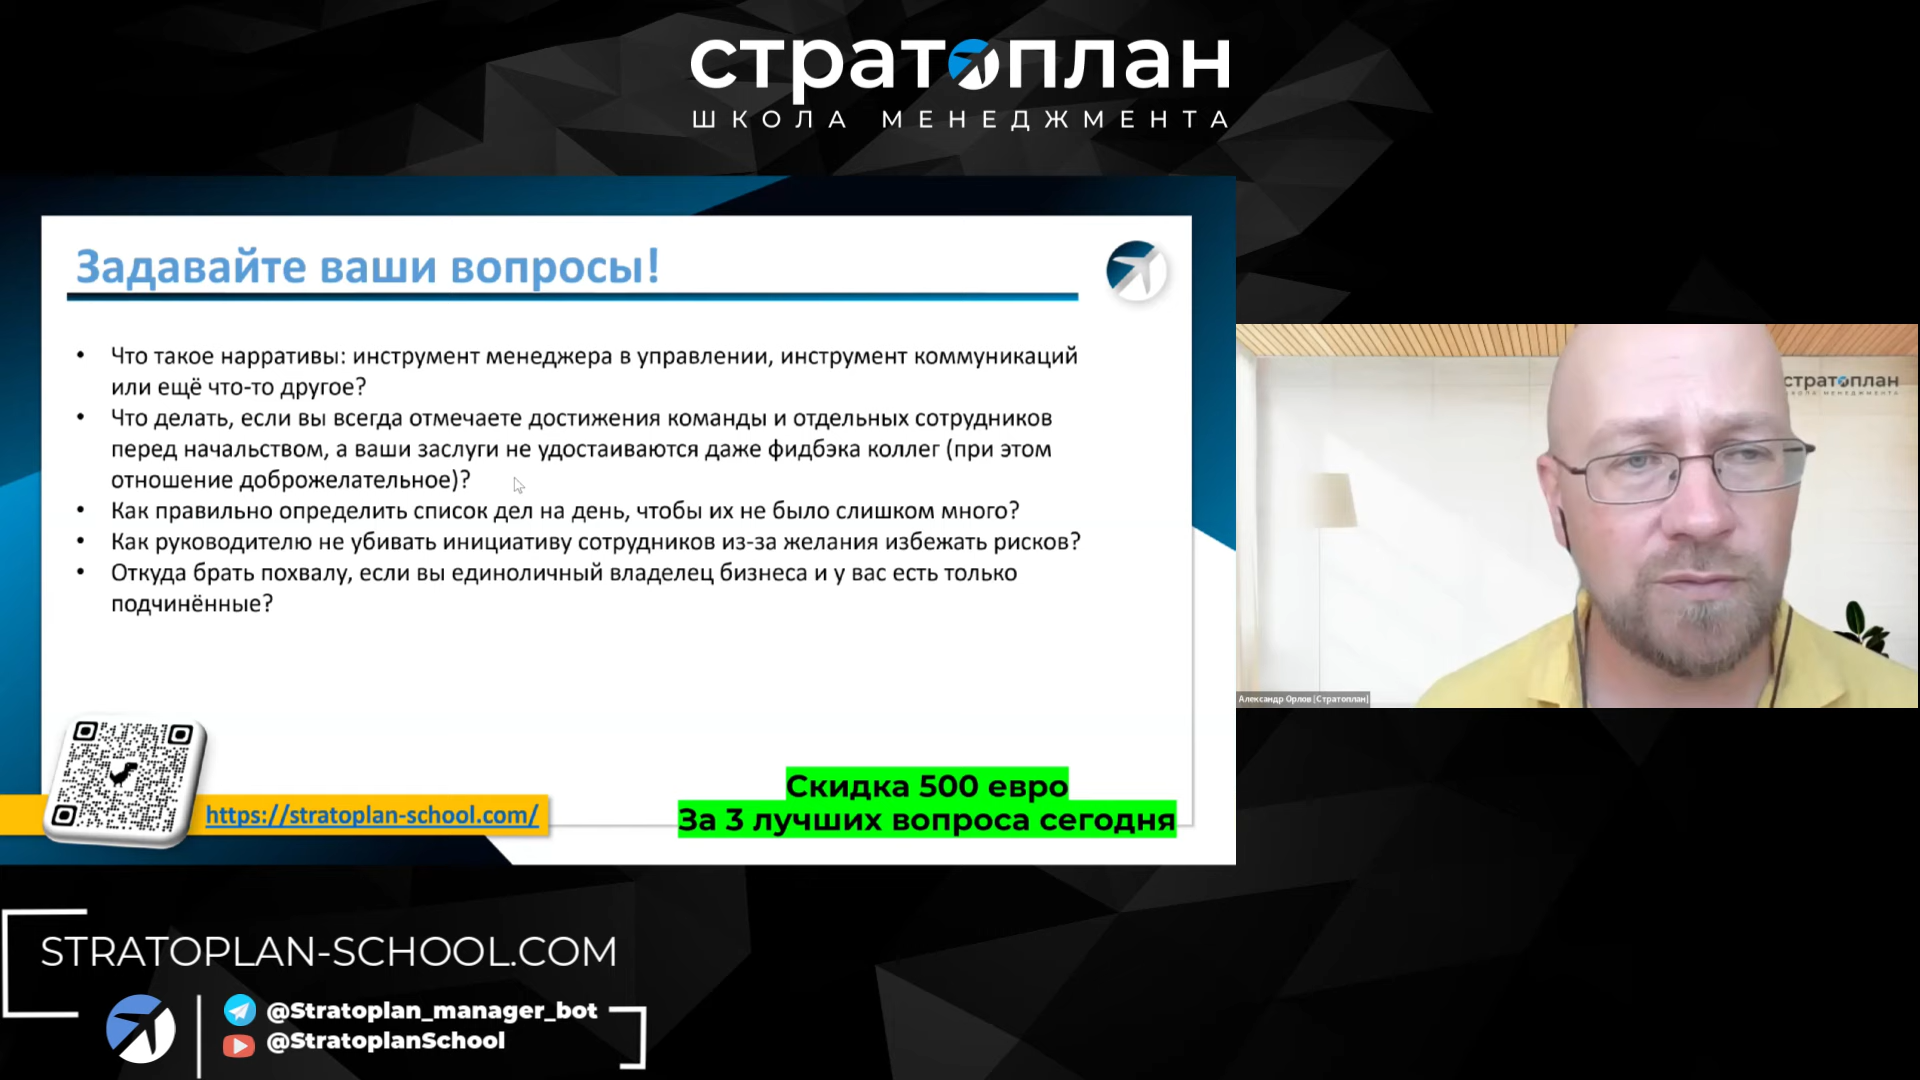 стратоплан
ШКОЛА МЕНЕДЖМЕНТА
Задавайте ваши вопросы!
• Что такое нарративы: инструмент менеджера в управлении, инструмент коммуникаций
или ещё что-то другое?
• Что делать, если вы всегда отмечаете достижения команды и отдельных сотрудников
перед начальством, а ваши заслуги не удостаиваются даже фидбэка коллег (при этом
отношение доброжелательное)?
• Как правильно определить список дел на день, чтобы их не было слишком много?
• Как руководителю не убивать инициативу сотрудников из-за желания избежать рисков?
• Откуда брать похвалу, если вы единоличный владелец бизнеса и у вас есть только
подчинённые?
https://stratoplan-school.com/
Скидка 500 евро
За 3 лучших вопроса сегодня
стратоплан
школа менеджмента
Александр Орлов [Стратоплан]
STRATOPLAN-SCHOOL.COM
@Stratoplan_manager_bot
@StratoplanSchool